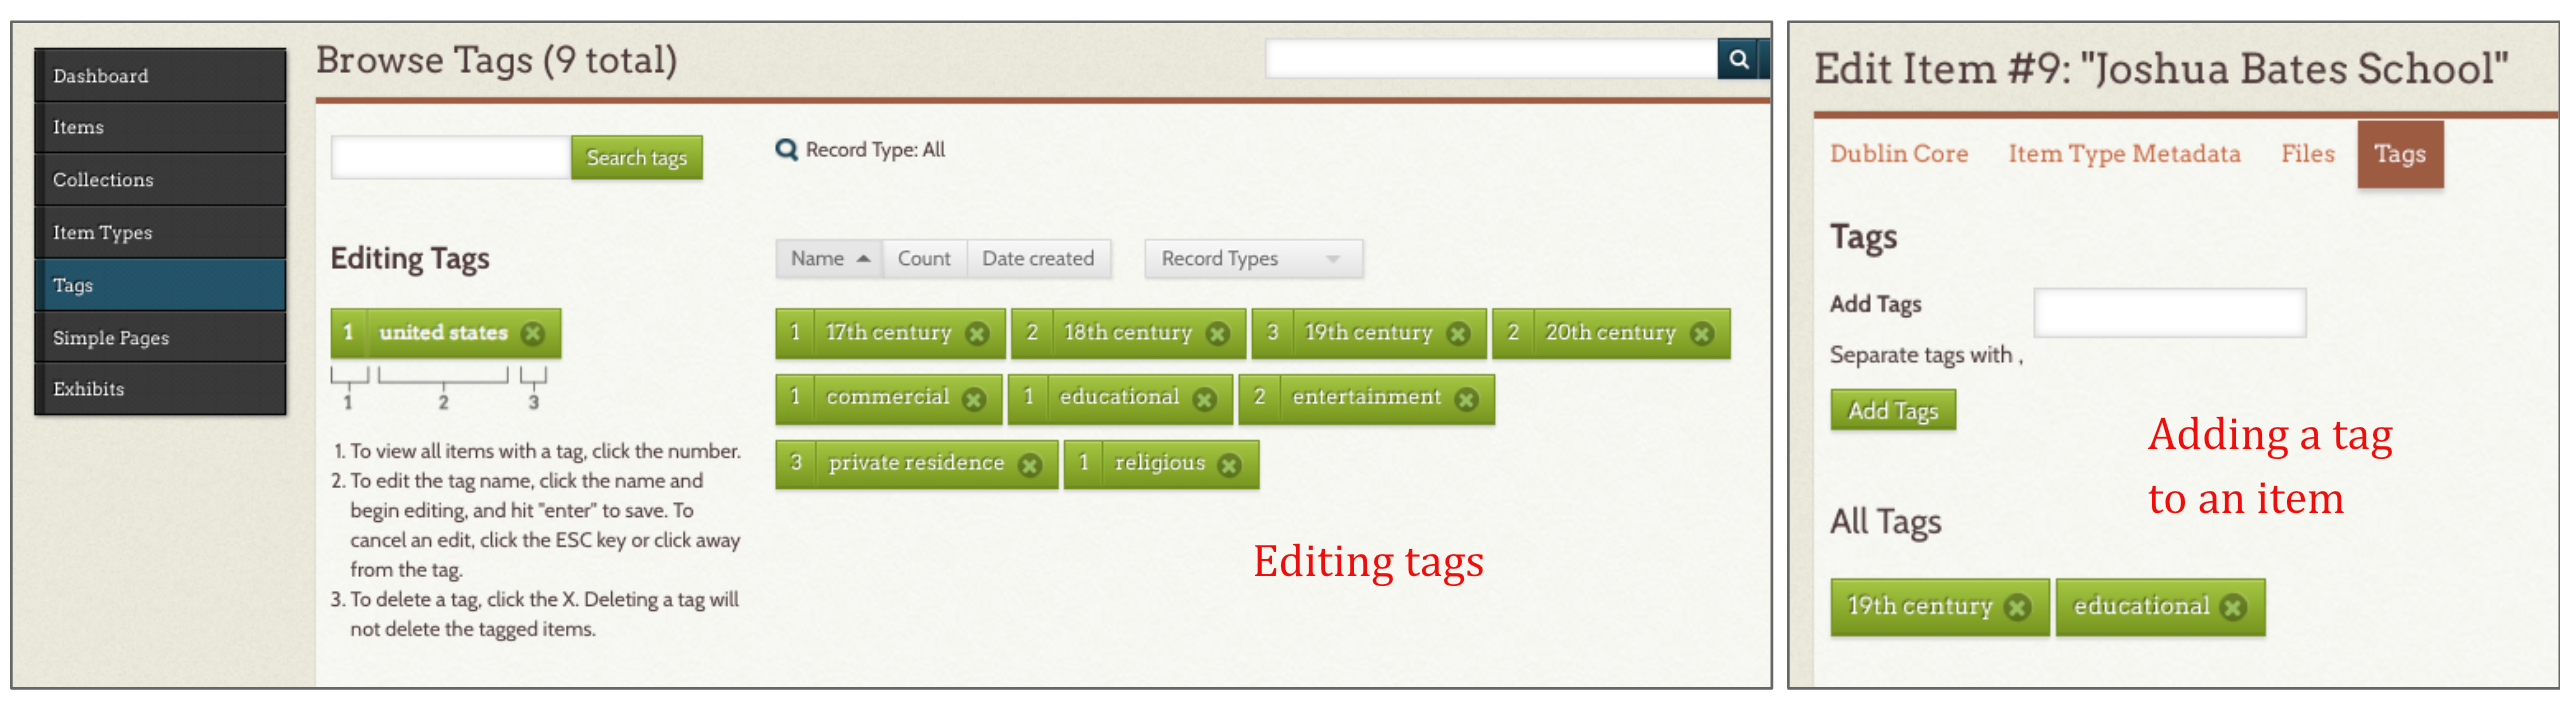 Dashboard
Items
Collections
Item Types
Tags
Simple Pages
Exhibits
Browse Tags (9 total)
Search tags
Record Type: All
Editing Tags
1 united states
1 2 3
1. To view all items with a tag, click the number.
2. To edit the tag name, click the name and
begin editing, and hit "enter" to save. To
cancel an edit, click the ESC key or click away
from the tag.
3. To delete a tag, click the X. Deleting a tag will
not delete the tagged items.
Name Count Date created Record Types
1 17th century 2 18th century 3 19th century 2 20th century
1 commercial 1 educational 2 entertainment
3 private residence 1 religious
Editing tags
Edit Item #9: "Joshua Bates School"
Dublin Core Item Type Metadata Files Tags
Tags
Add Tags
Separate tags with ,
Add Tags
Adding a tag
to an item
All Tags
19th century educational